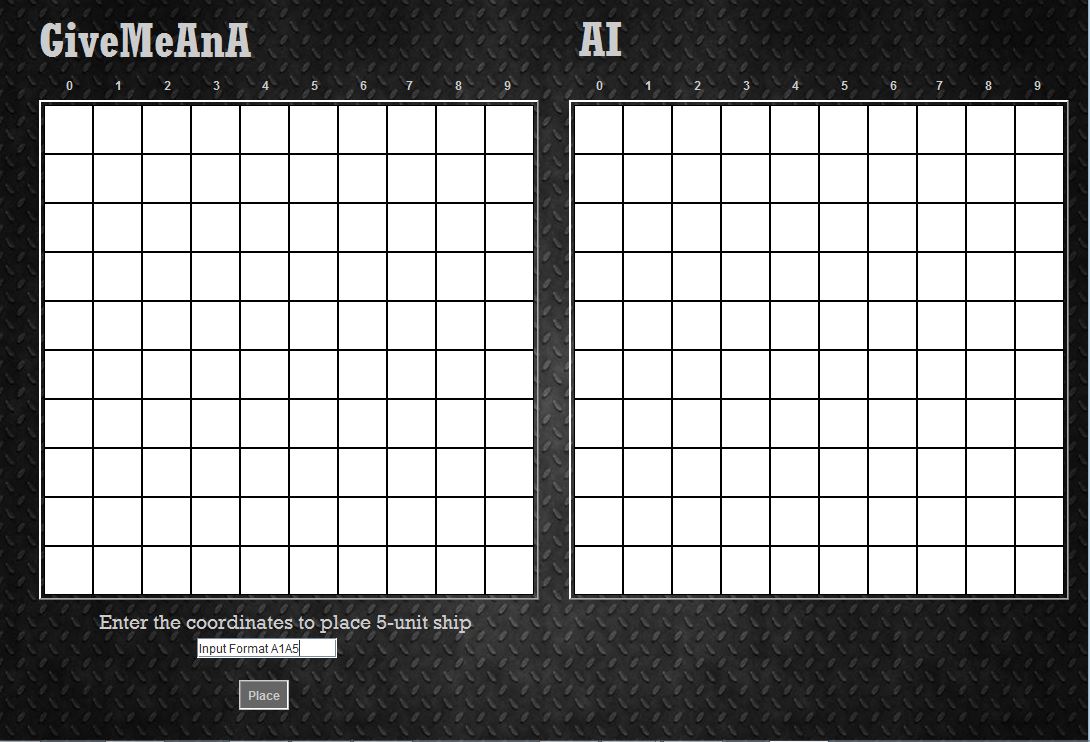 GiveMeAnA AI
0 1 2 3 4 5 6 7 8 9 0 1 2 3 4 5 6 7 8 9
Enter the coordinates to place 5-unit ship
Input Format A1A5
Place